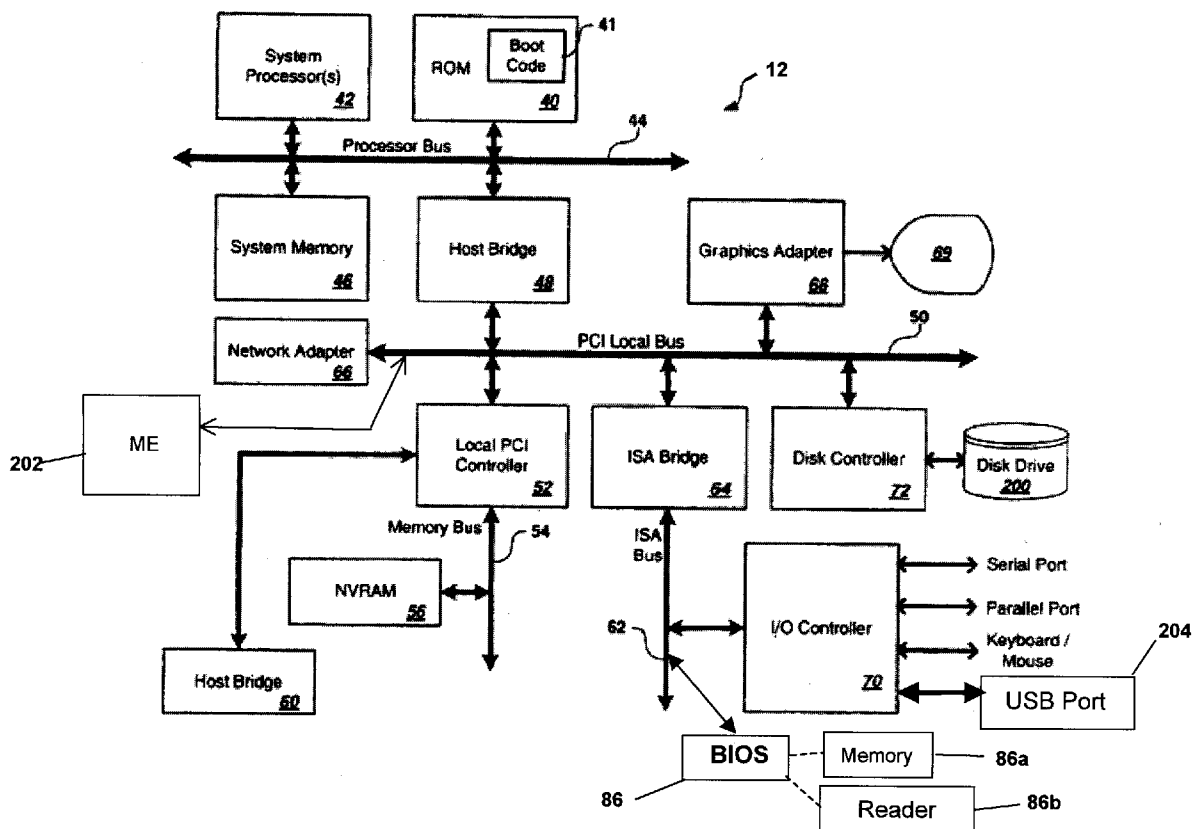 41
System
Processor(s)
42
ROM
Boot
Code
40
12
Processor Bus
44
System Memory
46
Host Bridge
48
Graphics Adapter
68
69
Network Adapter
66
PCI Local Bus
50
202
ME
Local PCI
Controller
52
ISA Bridge
64
Disk Controller
72
Disk Drive
200
Memory Bus
54
ISA
Bus
NVRAM
56
62
I/O Controller
70
Serial Port
Parallel Port
Keyboard /
Mouse
204
USB Port
Host Bridge
60
BIOS
86
Memory
86a
Reader
86b